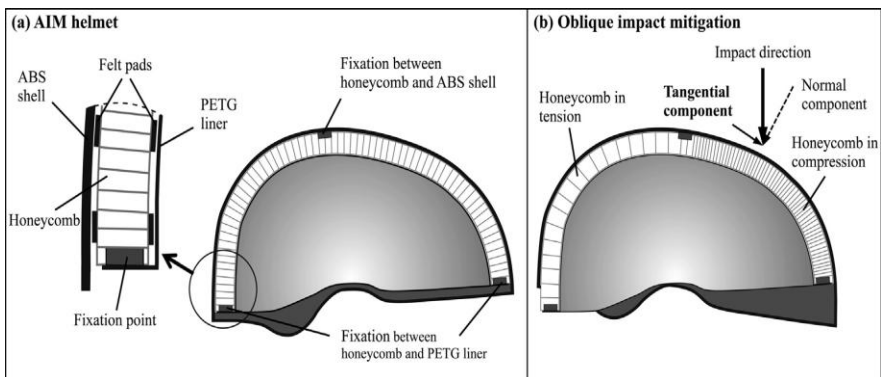 (a) AIM helmet
ABS
shell
Felt pads
PETG
liner
Honeycomb
Fixation point
Fixation between
honeycomb and ABS shell
Fixation between
honeycomb and PETG liner
(b) Oblique impact mitigation
Impact direction
Honeycomb in
tension
Tangential
component
Normal
component
Honeycomb in
compression